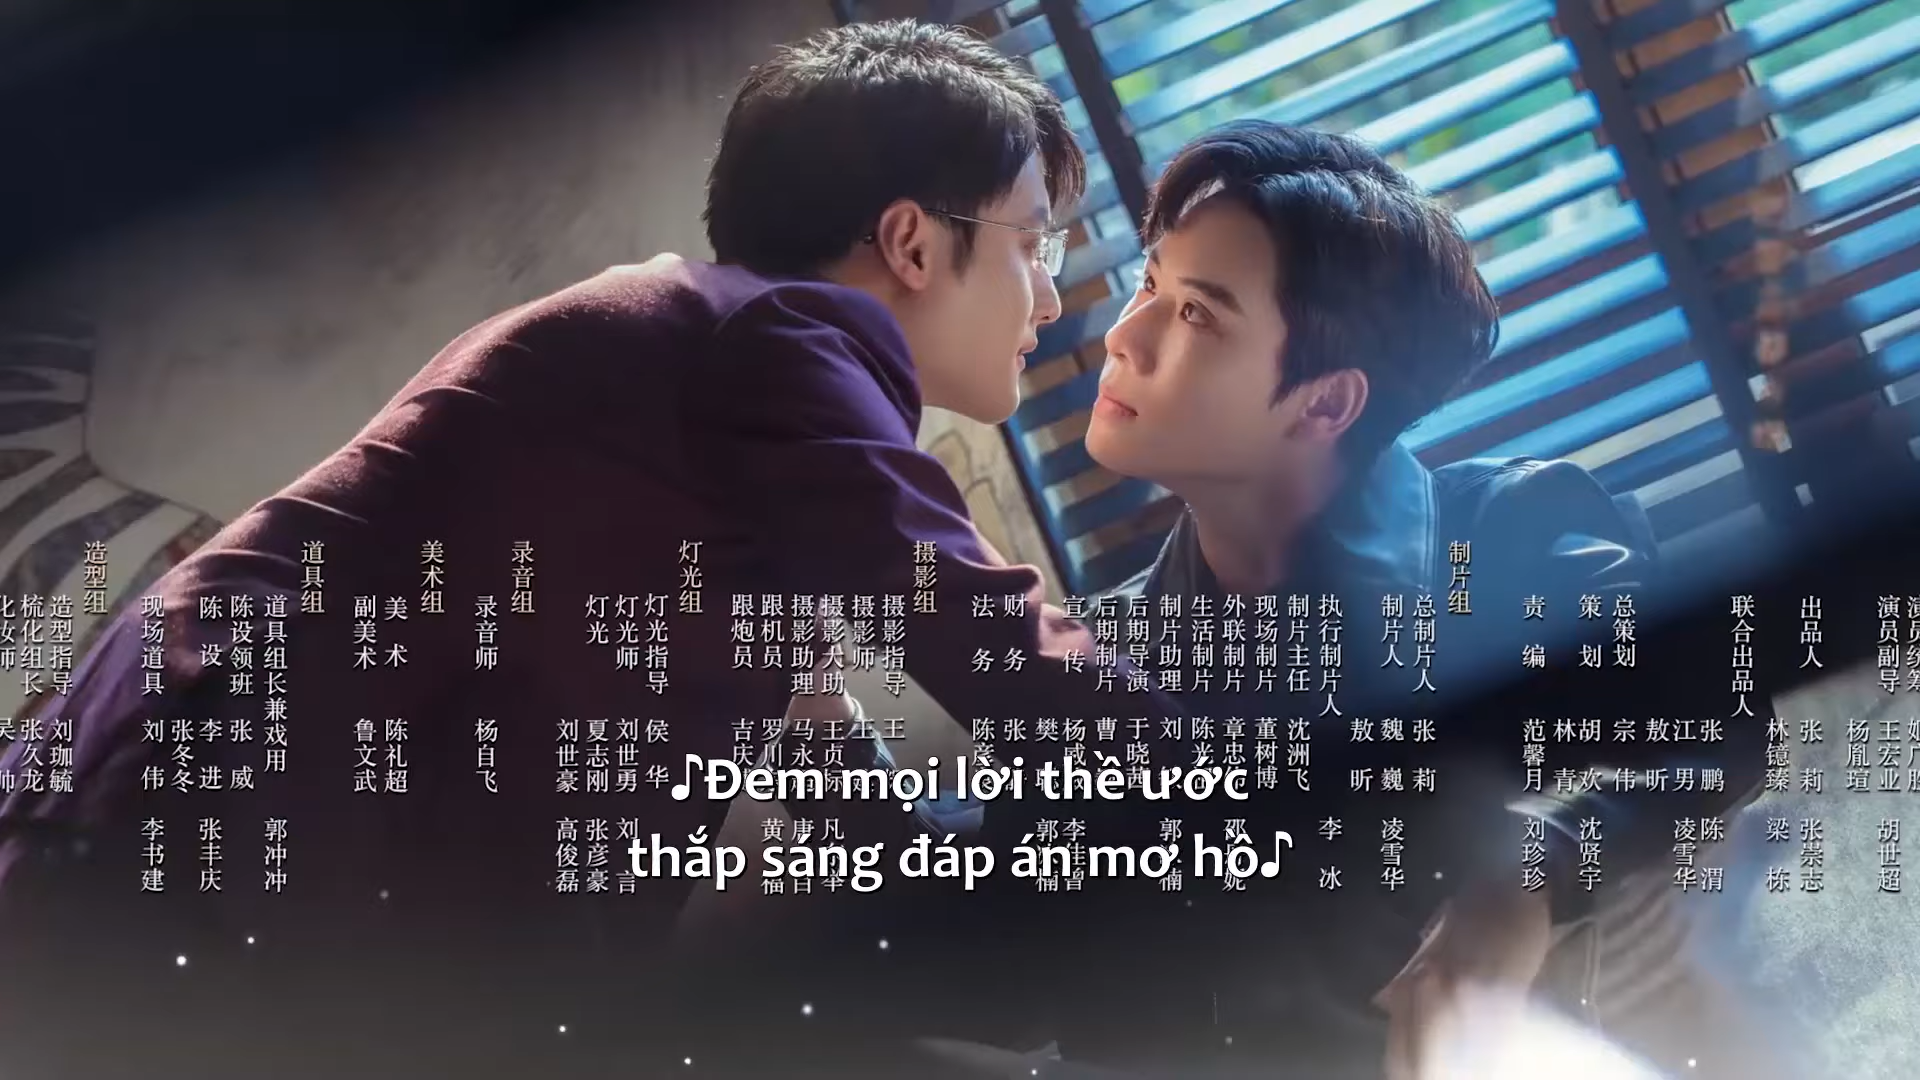 演员副导
王宏业
胡世超
杨胤瑄
出品人
张莉
张崇志
林镱臻
梁栋
联合出品人
张鹏
陈渭
江男
凌雪华
敖昕
总策划
宗伟
策划
胡欢
沈贤宇
林青
责编
范馨月
刘珍珍
制片组
总制片人
张莉
制片人
魏巍
凌雪华
敖昕
执行制片人
李冰
制片主任
沈洲飞
现场制片
董树博
外联制片
生活制片
制片助理
后期导演
后期制片
宣传
财务
法务
摄影组
摄影指导
摄影师
摄影大助
摄影助理
跟机员
跟炮员
灯光组
灯光指导
侯华
灯光师
刘世勇
刘言
夏志刚
张彦豪
灯光
刘世豪
高俊磊
录音组
录音师
杨自飞
美术组
美术
陈礼超
副美术
鲁文武
道具组
道具组长兼戏用
郭冲冲
陈设领班
张威
陈设
李进
张丰庆
张冬冬
现场道具
刘伟
李书建
造型组
造型指导
刘珈毓
梳化组长
张久龙
♪Đem mọi lời thề ước
thắp sáng đáp án mơ hồ♪